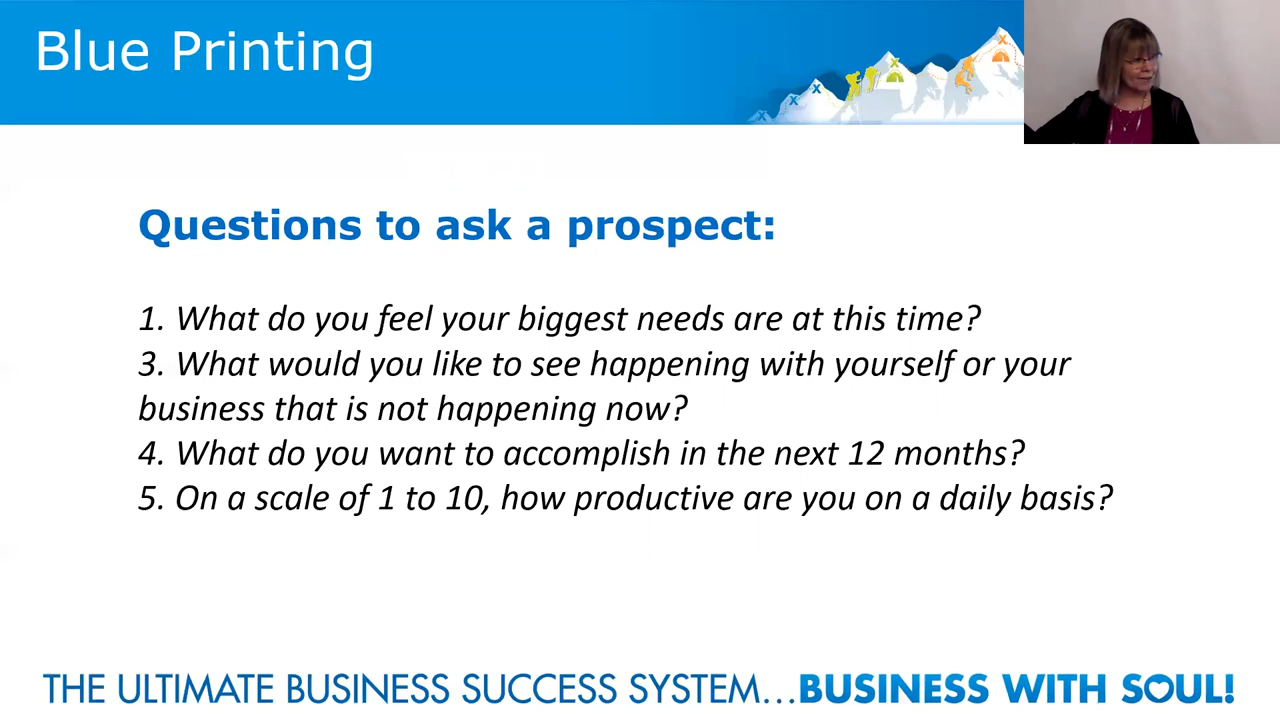 Blue Printing
Questions to ask a prospect:
1. What do you feel your biggest needs are at this time?
3. What would you like to see happening with yourself or your
business that is not happening now?
4. What do you want to accomplish in the next 12 months?
5. On a scale of 1 to 10, how productive are you on a daily basis?
THE ULTIMATE BUSINESS SUCCESS SYSTEM...BUSINESS WITH SOUL!